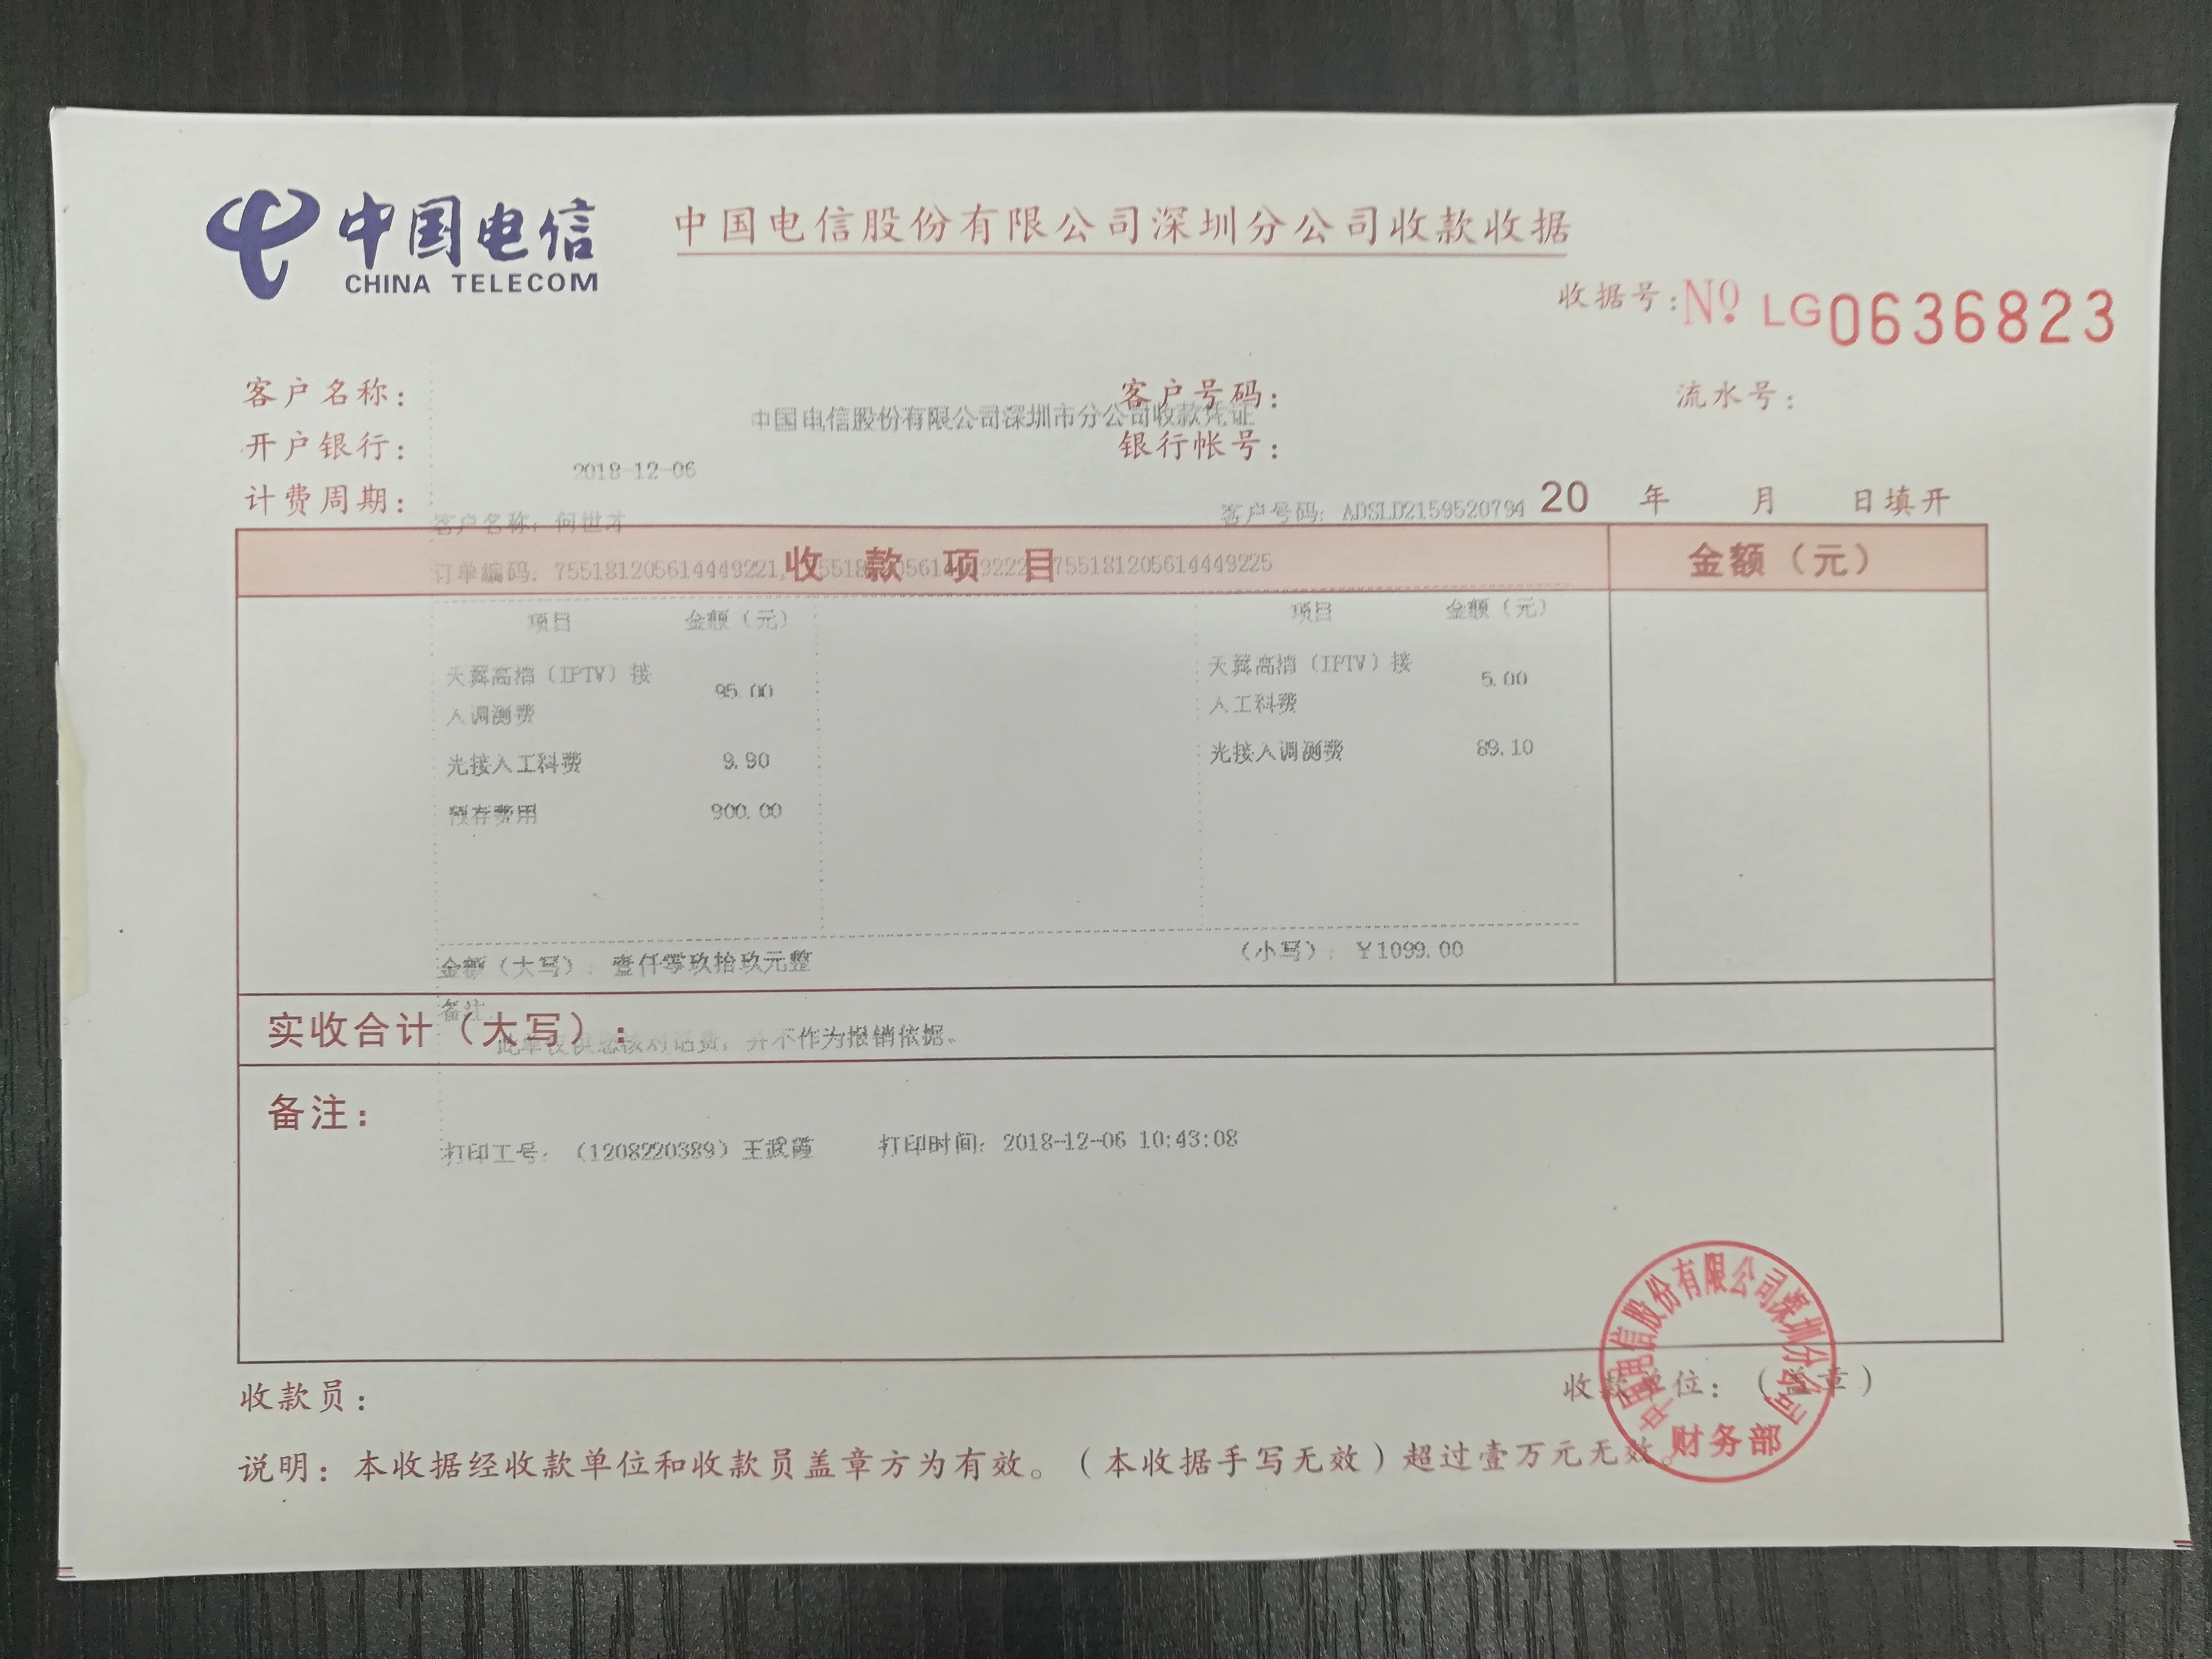 中国电信
CHINA TELECOM
中国电信股份有限公司深圳分公司收款收据
收据号:Nº LG0636823
客户名称: 客户号码: 流水号:
中国电信股份有限公司深圳市分公司收款凭证
开户银行: 银行帐号:
2018-12-06
计费周期: 20 年 月 日填开
客户名称: 何世才 客户号码: ADSLD2159520794
收款项目 金额(元)
订单编码: 755181205614449221, 755181205614449225
项目 金额(元) 项目 金额(元)
天翼高清(IPTV)接 95.00 天翼高清(IPTV)接 5.00
入调测费 入工料费
光接入工料费 9.90 光接入调测费 89.10
预存费用 900.00
金额(大写): 壹仟零玖拾玖元整 (小写): ¥1099.00
备注:
实收合计(大写):
此单仅供您核对话费, 并不作为报销依据。
备注:
打印工号: (1208220389)王政霞 打印时间: 2018-12-06 10:43:08
收款员: 收款单位:(盖章)
中国电信股份有限公司深圳分公司
财务部
说明:本收据经收款单位和收款员盖章方为有效。(本收据手写无效)超过壹万元无效。